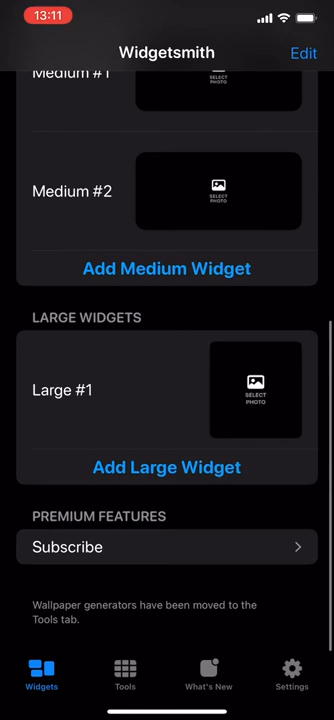 13:11
Widgetsmith
Edit
Medium #1
SELECT
PHOTO
Medium #2
SELECT
PHOTO
Add Medium Widget
LARGE WIDGETS
Large #1
SELECT
PHOTO
Add Large Widget
PREMIUM FEATURES
Subscribe
Wallpaper generators have been moved to the
Tools tab.
Widgets
Tools
What's New
Settings